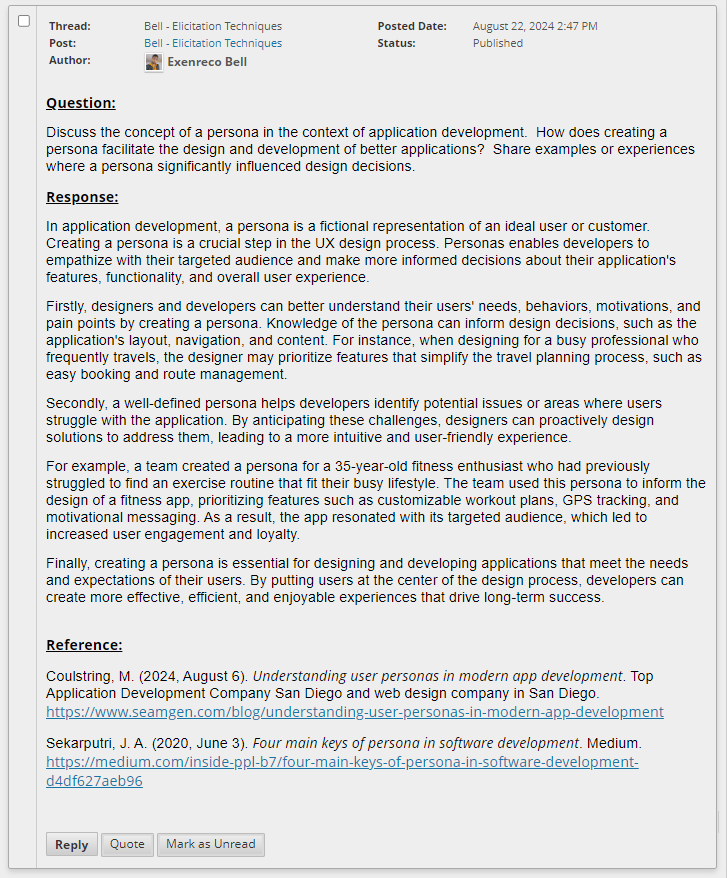 Thread: Bell - Elicitation Techniques Posted Date: August 22, 2024 2:47 PM
Post: Bell - Elicitation Techniques Status: Published
Author: Exenreco Bell
Question:
Discuss the concept of a persona in the context of application development.  How does creating a
persona facilitate the design and development of better applications?  Share examples or experiences
where a persona significantly influenced design decisions.
Response:
In application development, a persona is a fictional representation of an ideal user or customer.
Creating a persona is a crucial step in the UX design process. Personas enables developers to
empathize with their targeted audience and make more informed decisions about their application's
features, functionality, and overall user experience.
Firstly, designers and developers can better understand their users' needs, behaviors, motivations, and
pain points by creating a persona. Knowledge of the persona can inform design decisions, such as the
application's layout, navigation, and content. For instance, when designing for a busy professional who
frequently travels, the designer may prioritize features that simplify the travel planning process, such as
easy booking and route management.
Secondly, a well-defined persona helps developers identify potential issues or areas where users
struggle with the application. By anticipating these challenges, designers can proactively design
solutions to address them, leading to a more intuitive and user-friendly experience.
For example, a team created a persona for a 35-year-old fitness enthusiast who had previously
struggled to find an exercise routine that fit their busy lifestyle. The team used this persona to inform the
design of a fitness app, prioritizing features such as customizable workout plans, GPS tracking, and
motivational messaging. As a result, the app resonated with its targeted audience, which led to
increased user engagement and loyalty.
Finally, creating a persona is essential for designing and developing applications that meet the needs
and expectations of their users. By putting users at the center of the design process, developers can
create more effective, efficient, and enjoyable experiences that drive long-term success.
Reference:
Coulstring, M. (2024, August 6). Understanding user personas in modern app development. Top
Application Development Company San Diego and web design company in San Diego.
https://www.seamgen.com/blog/understanding-user-personas-in-modern-app-development
Sekarputri, J. A. (2020, June 3). Four main keys of persona in software development. Medium.
https://medium.com/inside-ppl-b7/four-main-keys-of-persona-in-software-development-
d4df627aeb96
Reply Quote Mark as Unread